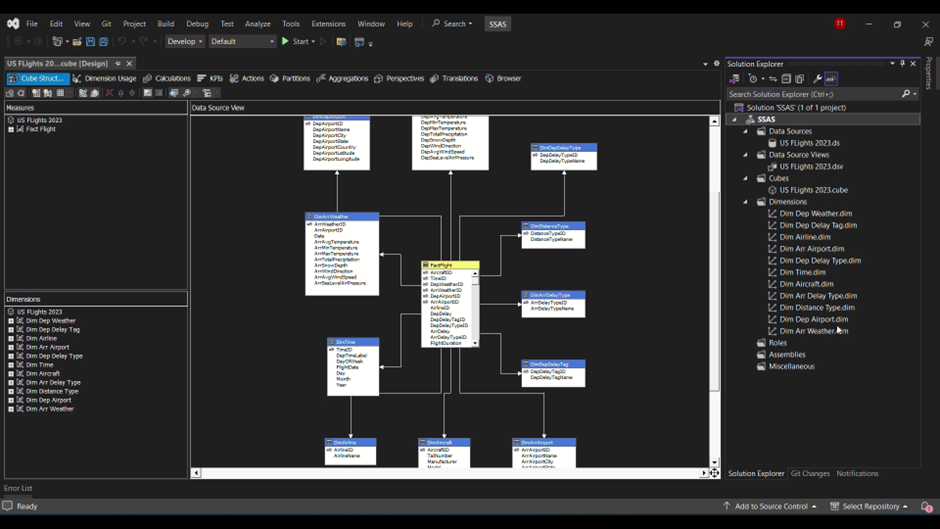 File Edit View Git Project Build Debug Test Analyze Tools Extensions Window Help Search SSAS TT
Develop Default Start
US FLights 20...cube [Design]
Cube Struct... Dimension Usage Calculations KPIs Actions Partitions Aggregations Perspectives Translations Browser
Measures
US FLights 2023
Fact Flight
Dimensions
US FLights 2023
Dim Dep Weather
Dim Dep Delay Tag
Dim Airline
Dim Arr Airport
Dim Dep Delay Type
Dim Time
Dim Aircraft
Dim Arr Delay Type
Dim Distance Type
Dim Dep Airport
Dim Arr Weather
Data Source View
DepAirportID
DepAirportName
DepAirportCity
DepAirportState
DepAirportCountry
DepAirportLatitude
DepAirportLongitude
DepMinTemperature
DepMaxTemperature
DepTotalPrecipitation
DepSnowDepth
DepWindDirection
DepAvgWindSpeed
DepSeaLevelAirPressure
DimDepDelayType
DepDelayTypeID
DepDelayTypeName
DimArrWeather
ArrWeatherID
ArrAirportID
Date
ArrAvgTemperature
ArrMinTemperature
ArrMaxTemperature
ArrTotalPrecipitation
ArrSnowDepth
ArrWindDirection
ArrAvgWindSpeed
ArrSeaLevelAirPressure
DimDistanceType
DistanceTypeID
DistanceTypeName
FactFlight
AircraftID
TimeID
DepWeatherID
ArrWeatherID
DepAirportID
ArrAirportID
AirlineID
DepDelay
DepDelayTagID
DepDelayTypeID
ArrDelay
ArrDelayTypeID
FlightDuration
DimArrDelayType
ArrDelayTypeID
ArrDelayTypeName
DimTime
TimeID
DepTimeLabel
DayOfWeek
FlightDate
Day
Month
Year
DimDepDelayTag
DepDelayTagID
DepDelayTagName
DimAirline
AirlineID
AirlineName
DimAircraft
AircraftID
TailNumber
Manufacturer
Model
DimArrAirport
ArrAirportID
ArrAirportName
ArrAirportCity
Solution Explorer
Search Solution Explorer (Ctrl+;)
Solution 'SSAS' (1 of 1 project)
SSAS
Data Sources
US FLights 2023.ds
Data Source Views
US FLights 2023.dsv
Cubes
US FLights 2023.cube
Dimensions
Dim Dep Weather.dim
Dim Dep Delay Tag.dim
Dim Airline.dim
Dim Arr Airport.dim
Dim Dep Delay Type.dim
Dim Time.dim
Dim Aircraft.dim
Dim Arr Delay Type.dim
Dim Distance Type.dim
Dim Dep Airport.dim
Dim Arr Weather.dim
Roles
Assemblies
Miscellaneous
Solution Explorer Git Changes Notifications
Properties
Error List
Ready Add to Source Control Select Repository